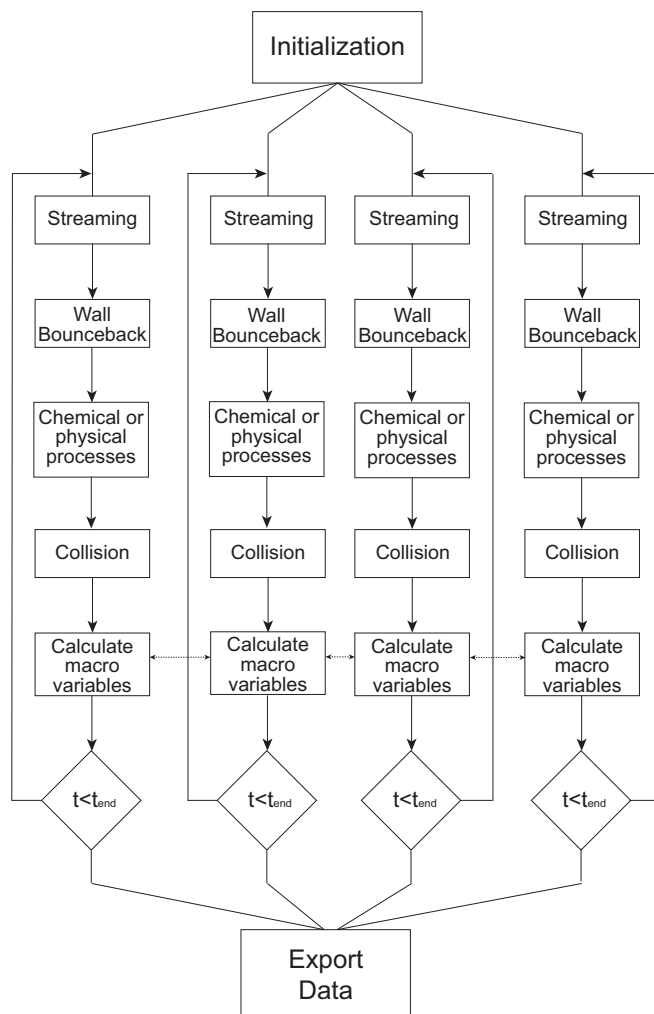 Initialization
Streaming
Streaming
Streaming
Streaming
Wall
Bounceback
Wall
Bounceback
Wall
Bounceback
Wall
Bounceback
Chemical or
physical
processes
Chemical or
physical
processes
Chemical or
physical
processes
Chemical or
physical
processes
Collision
Collision
Collision
Collision
Calculate
macro
variables
Calculate
macro
variables
Calculate
macro
variables
Calculate
macro
variables
t<tend
t<tend
t<tend
t<tend
Export
Data